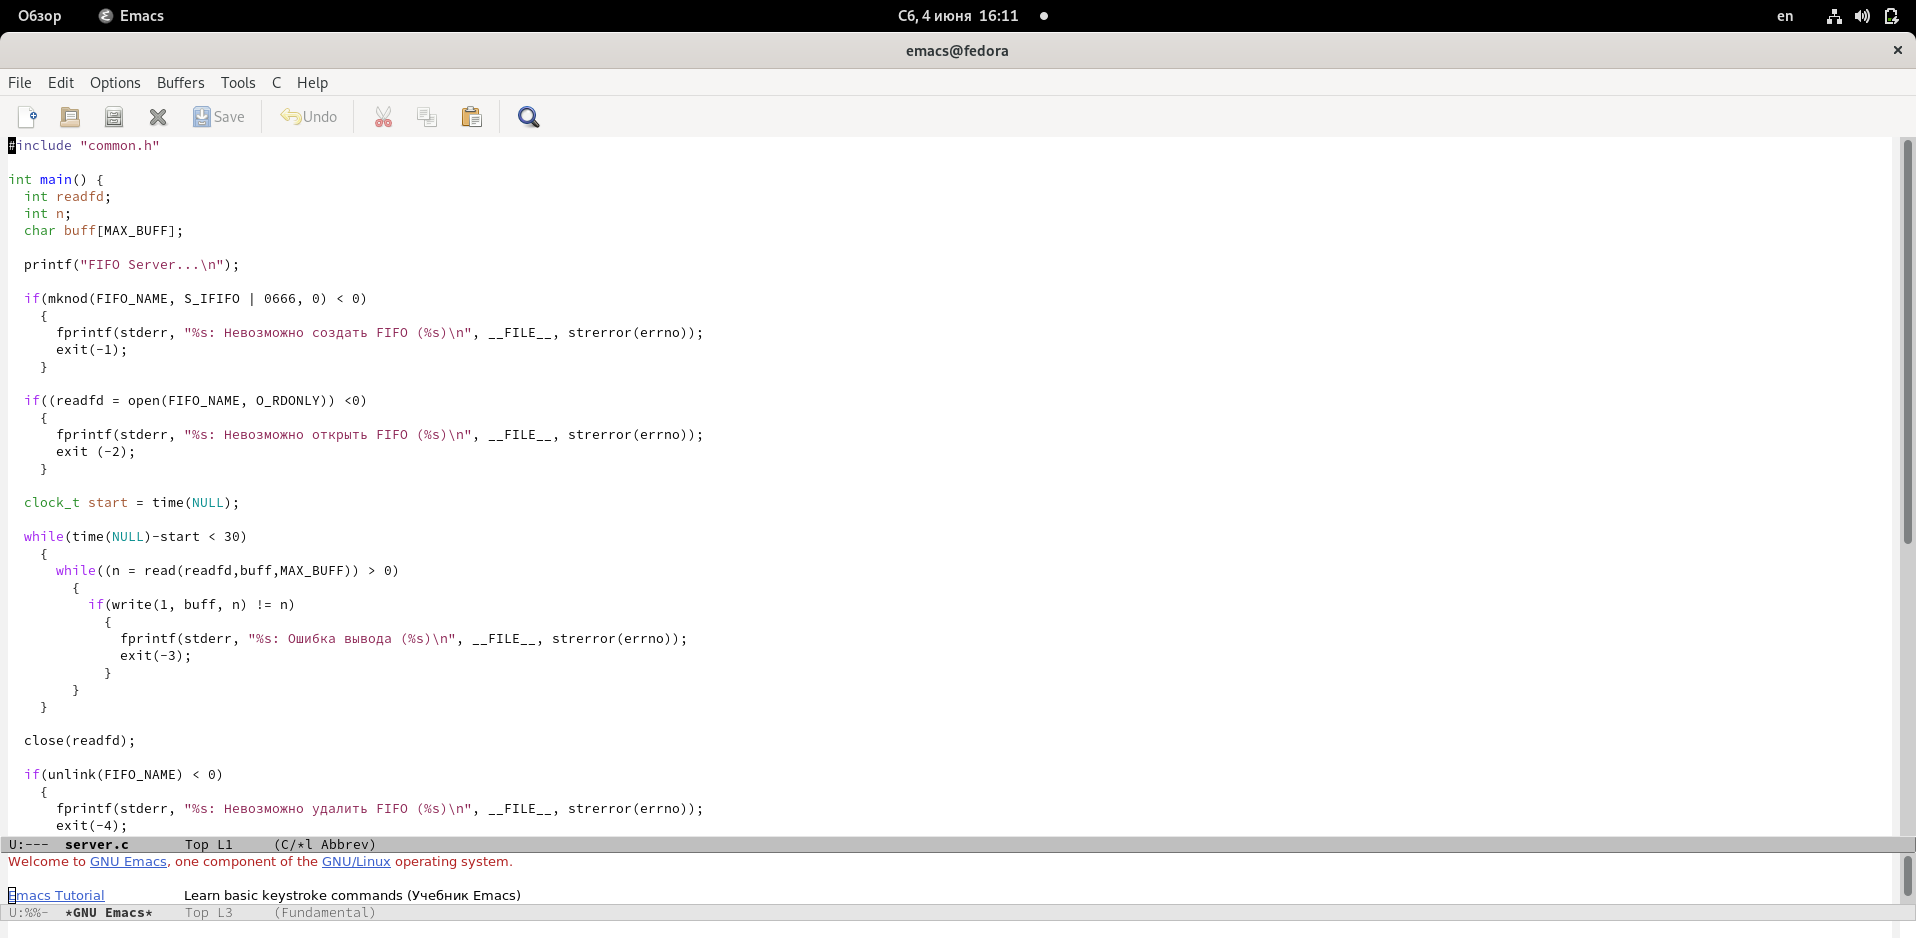 Обзор Emacs Сб, 4 июня 16:11 en
emacs@fedora
File Edit Options Buffers Tools C Help
Save Undo
#include "common.h"
int main() {
  int readfd;
  int n;
  char buff[MAX_BUFF];
  printf("FIFO Server...\n");
  if(mknod(FIFO_NAME, S_IFIFO | 0666, 0) < 0)
    {
      fprintf(stderr, "%s: Невозможно создать FIFO (%s)\n", __FILE__, strerror(errno));
      exit(-1);
    }
  if((readfd = open(FIFO_NAME, O_RDONLY)) <0)
    {
      fprintf(stderr, "%s: Невозможно открыть FIFO (%s)\n", __FILE__, strerror(errno));
      exit (-2);
    }
  clock_t start = time(NULL);
  while(time(NULL)-start < 30)
    {
      while((n = read(readfd,buff,MAX_BUFF)) > 0)
        {
          if(write(1, buff, n) != n)
            {
              fprintf(stderr, "%s: Ошибка вывода (%s)\n", __FILE__, strerror(errno));
              exit(-3);
            }
        }
    }
  close(readfd);
  if(unlink(FIFO_NAME) < 0)
    {
      fprintf(stderr, "%s: Невозможно удалить FIFO (%s)\n", __FILE__, strerror(errno));
      exit(-4);
U:--- server.c Top L1 (C/*l Abbrev)
Welcome to GNU Emacs, one component of the GNU/Linux operating system.
Emacs Tutorial Learn basic keystroke commands (Учебник Emacs)
U:%%- *GNU Emacs* Top L3 (Fundamental)